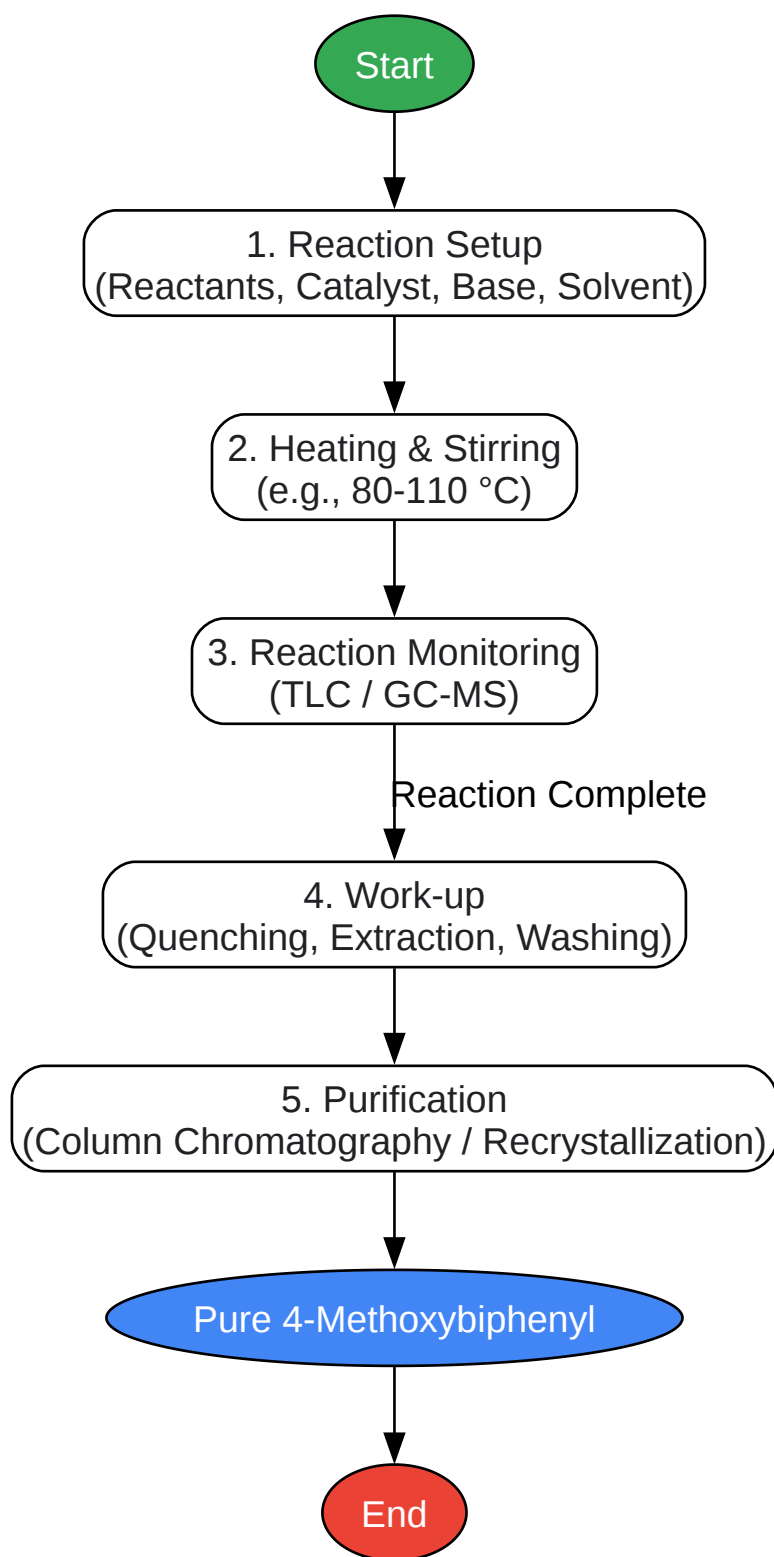 Start
1. Reaction Setup
(Reactants, Catalyst, Base, Solvent)
2. Heating & Stirring
(e.g., 80-110 °C)
3. Reaction Monitoring
(TLC / GC-MS)
Reaction Complete
4. Work-up
(Quenching, Extraction, Washing)
5. Purification
(Column Chromatography / Recrystallization)
Pure 4-Methoxybiphenyl
End